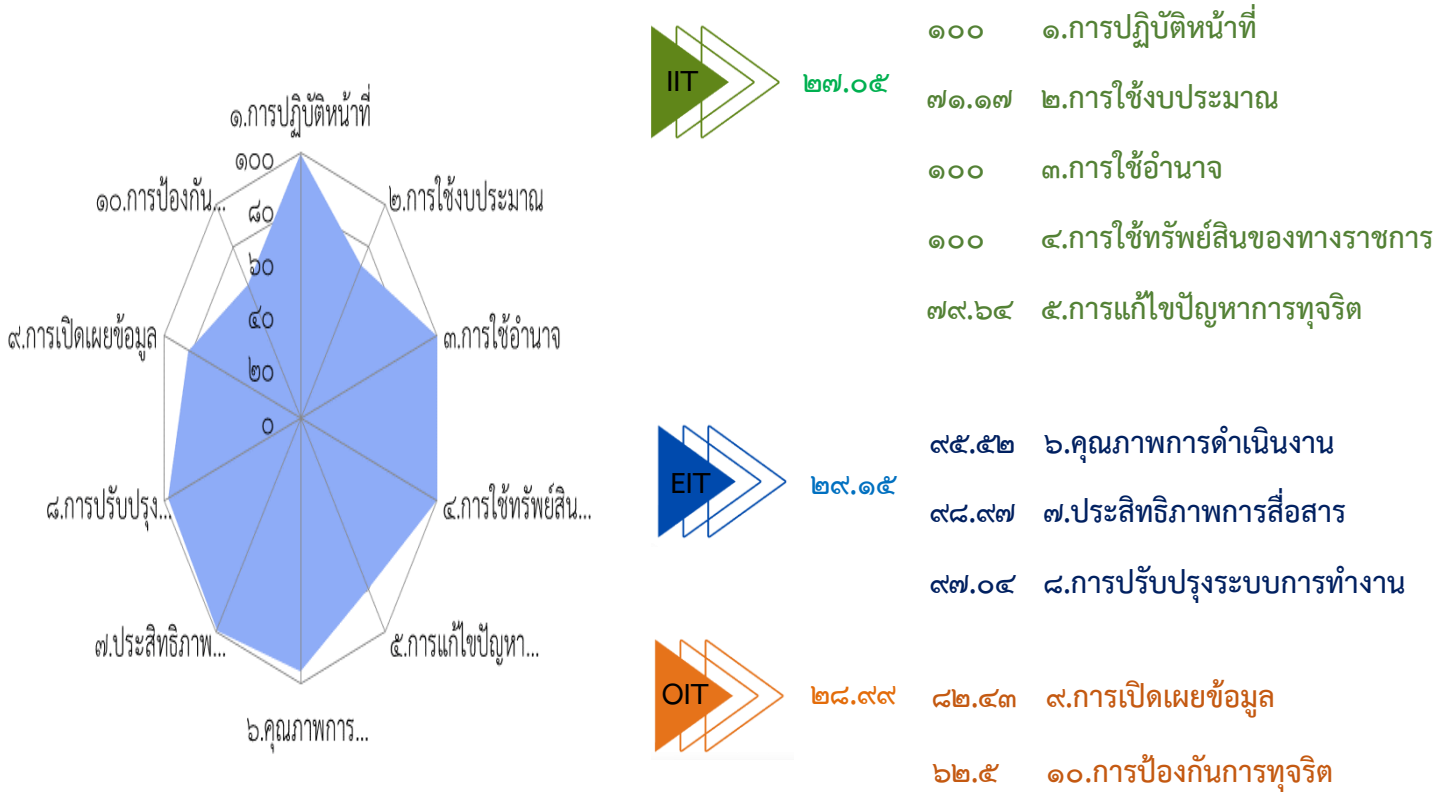 ๑.การปฏิบัติหน้าที่
๑๐๐
๑๐.การป้องกัน...
๘๐
๒.การใช้งบประมาณ
๖๐
๔๐
๙.การเปิดเผยข้อมูล
๓.การใช้อำนาจ
๒๐
๐
๘.การปรับปรุง...
๔.การใช้ทรัพย์สิน...
๗.ประสิทธิภาพ...
๕.การแก้ไขปัญหา...
๖.คุณภาพการ...
IIT ๒๗.๐๕
๑๐๐ ๑.การปฏิบัติหน้าที่
๗๑.๑๗ ๒.การใช้งบประมาณ
๑๐๐ ๓.การใช้อำนาจ
๑๐๐ ๔.การใช้ทรัพย์สินของทางราชการ
๗๙.๖๔ ๕.การแก้ไขปัญหาการทุจริต
EIT ๒๙.๑๕
๙๕.๕๒ ๖.คุณภาพการดำเนินงาน
๙๘.๙๗ ๗.ประสิทธิภาพการสื่อสาร
๙๗.๐๔ ๘.การปรับปรุงระบบการทำงาน
OIT ๒๘.๙๙
๘๒.๔๓ ๙.การเปิดเผยข้อมูล
๖๒.๕ ๑๐.การป้องกันการทุจริต